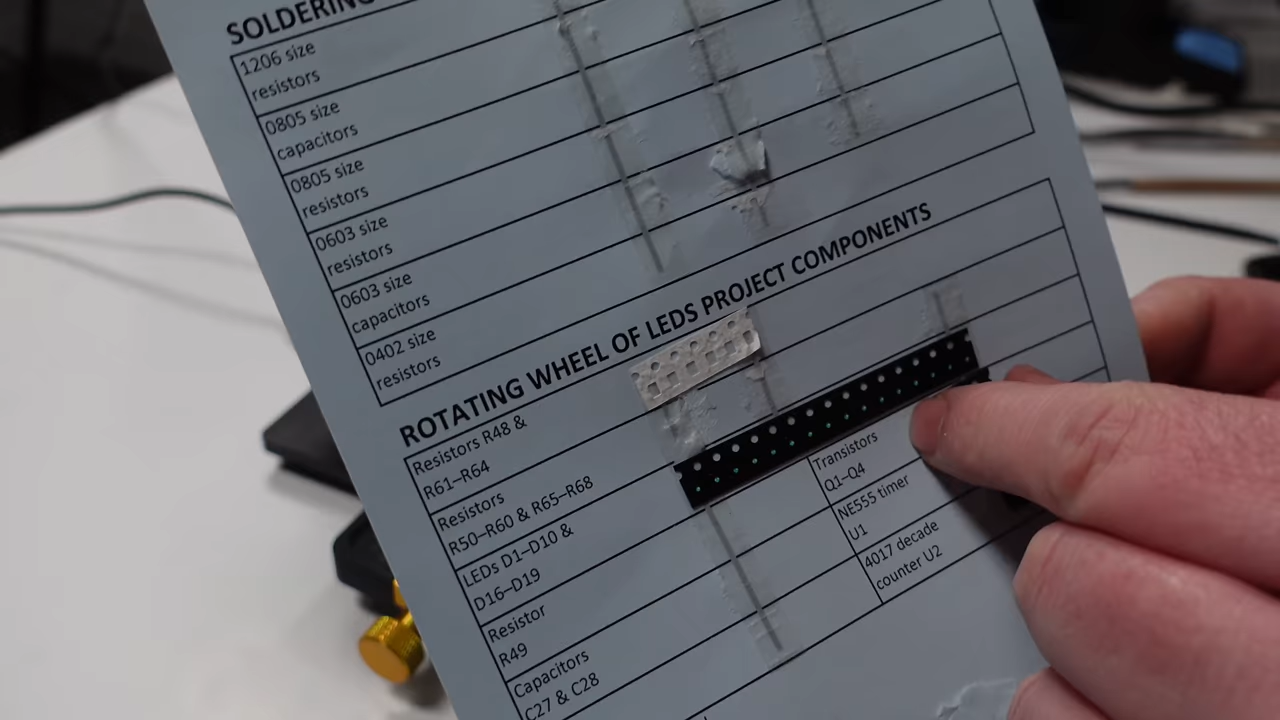 SOLDERING
1206 size
resistors
0805 size
capacitors
0805 size
resistors
0603 size
resistors
0603 size
capacitors
0402 size
resistors
ROTATING WHEEL OF LEDS PROJECT COMPONENTS
Resistors R48 &
R61–R64
Resistors
R50–R60 & R65–R68
LEDs D1–D10 &
D16–D19
Resistor
R49
Capacitors
C27 & C28
Transistors
Q1–Q4
NE555 timer
U1
4017 decade
counter U2